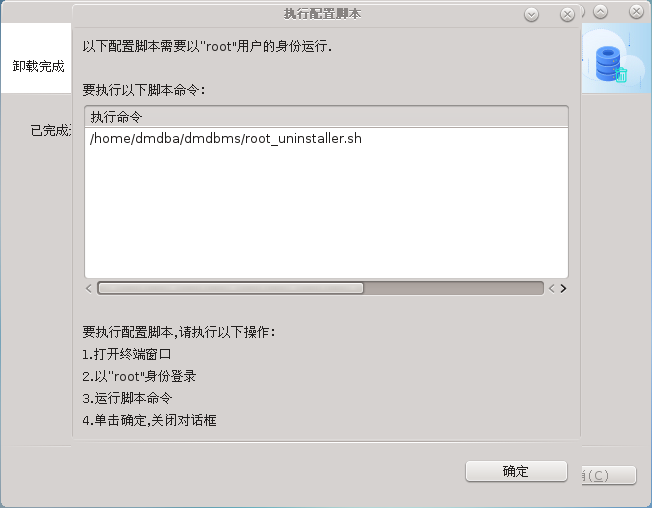 执行配置脚本
以下配置脚本需要以"root"用户的身份运行.
卸载完成
要执行以下脚本命令:
执行命令
已完成
/home/dmdba/dmdbms/root_uninstaller.sh
要执行配置脚本,请执行以下操作:
1.打开终端窗口
2.以"root"身份登录
3.运行脚本命令
4.单击确定,关闭对话框
确定
(C)